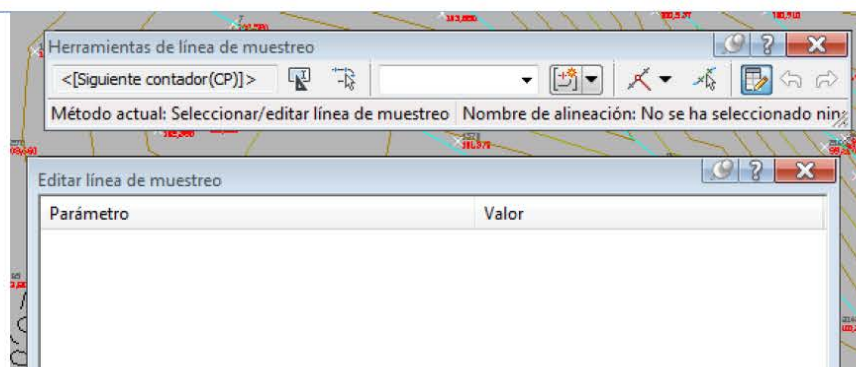 Herramientas de línea de muestreo
<[Siguiente contador(CP)]>
Método actual: Seleccionar/editar línea de muestreo Nombre de alineación: No se ha seleccionado nin
Editar línea de muestreo
Parámetro Valor